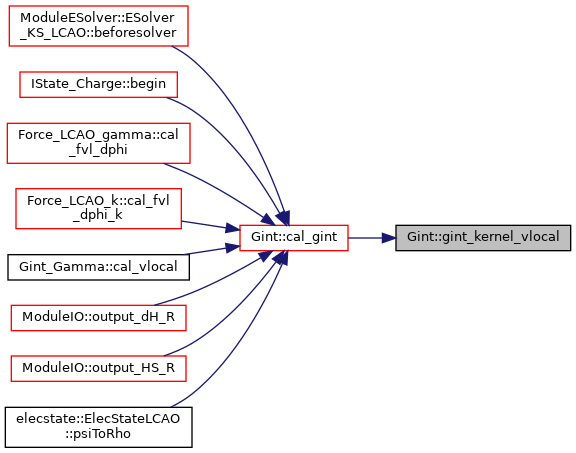 ModuleESolver::ESolver
_KS_LCAO::beforesolver
IState_Charge::begin
Force_LCAO_gamma::cal
_fvl_dphi
Force_LCAO_k::cal_fvl
_dphi_k
Gint::cal_gint
Gint::gint_kernel_vlocal
Gint_Gamma::cal_vlocal
ModuleIO::output_dH_R
ModuleIO::output_HS_R
elecstate::ElecStateLCAO
::psiToRho